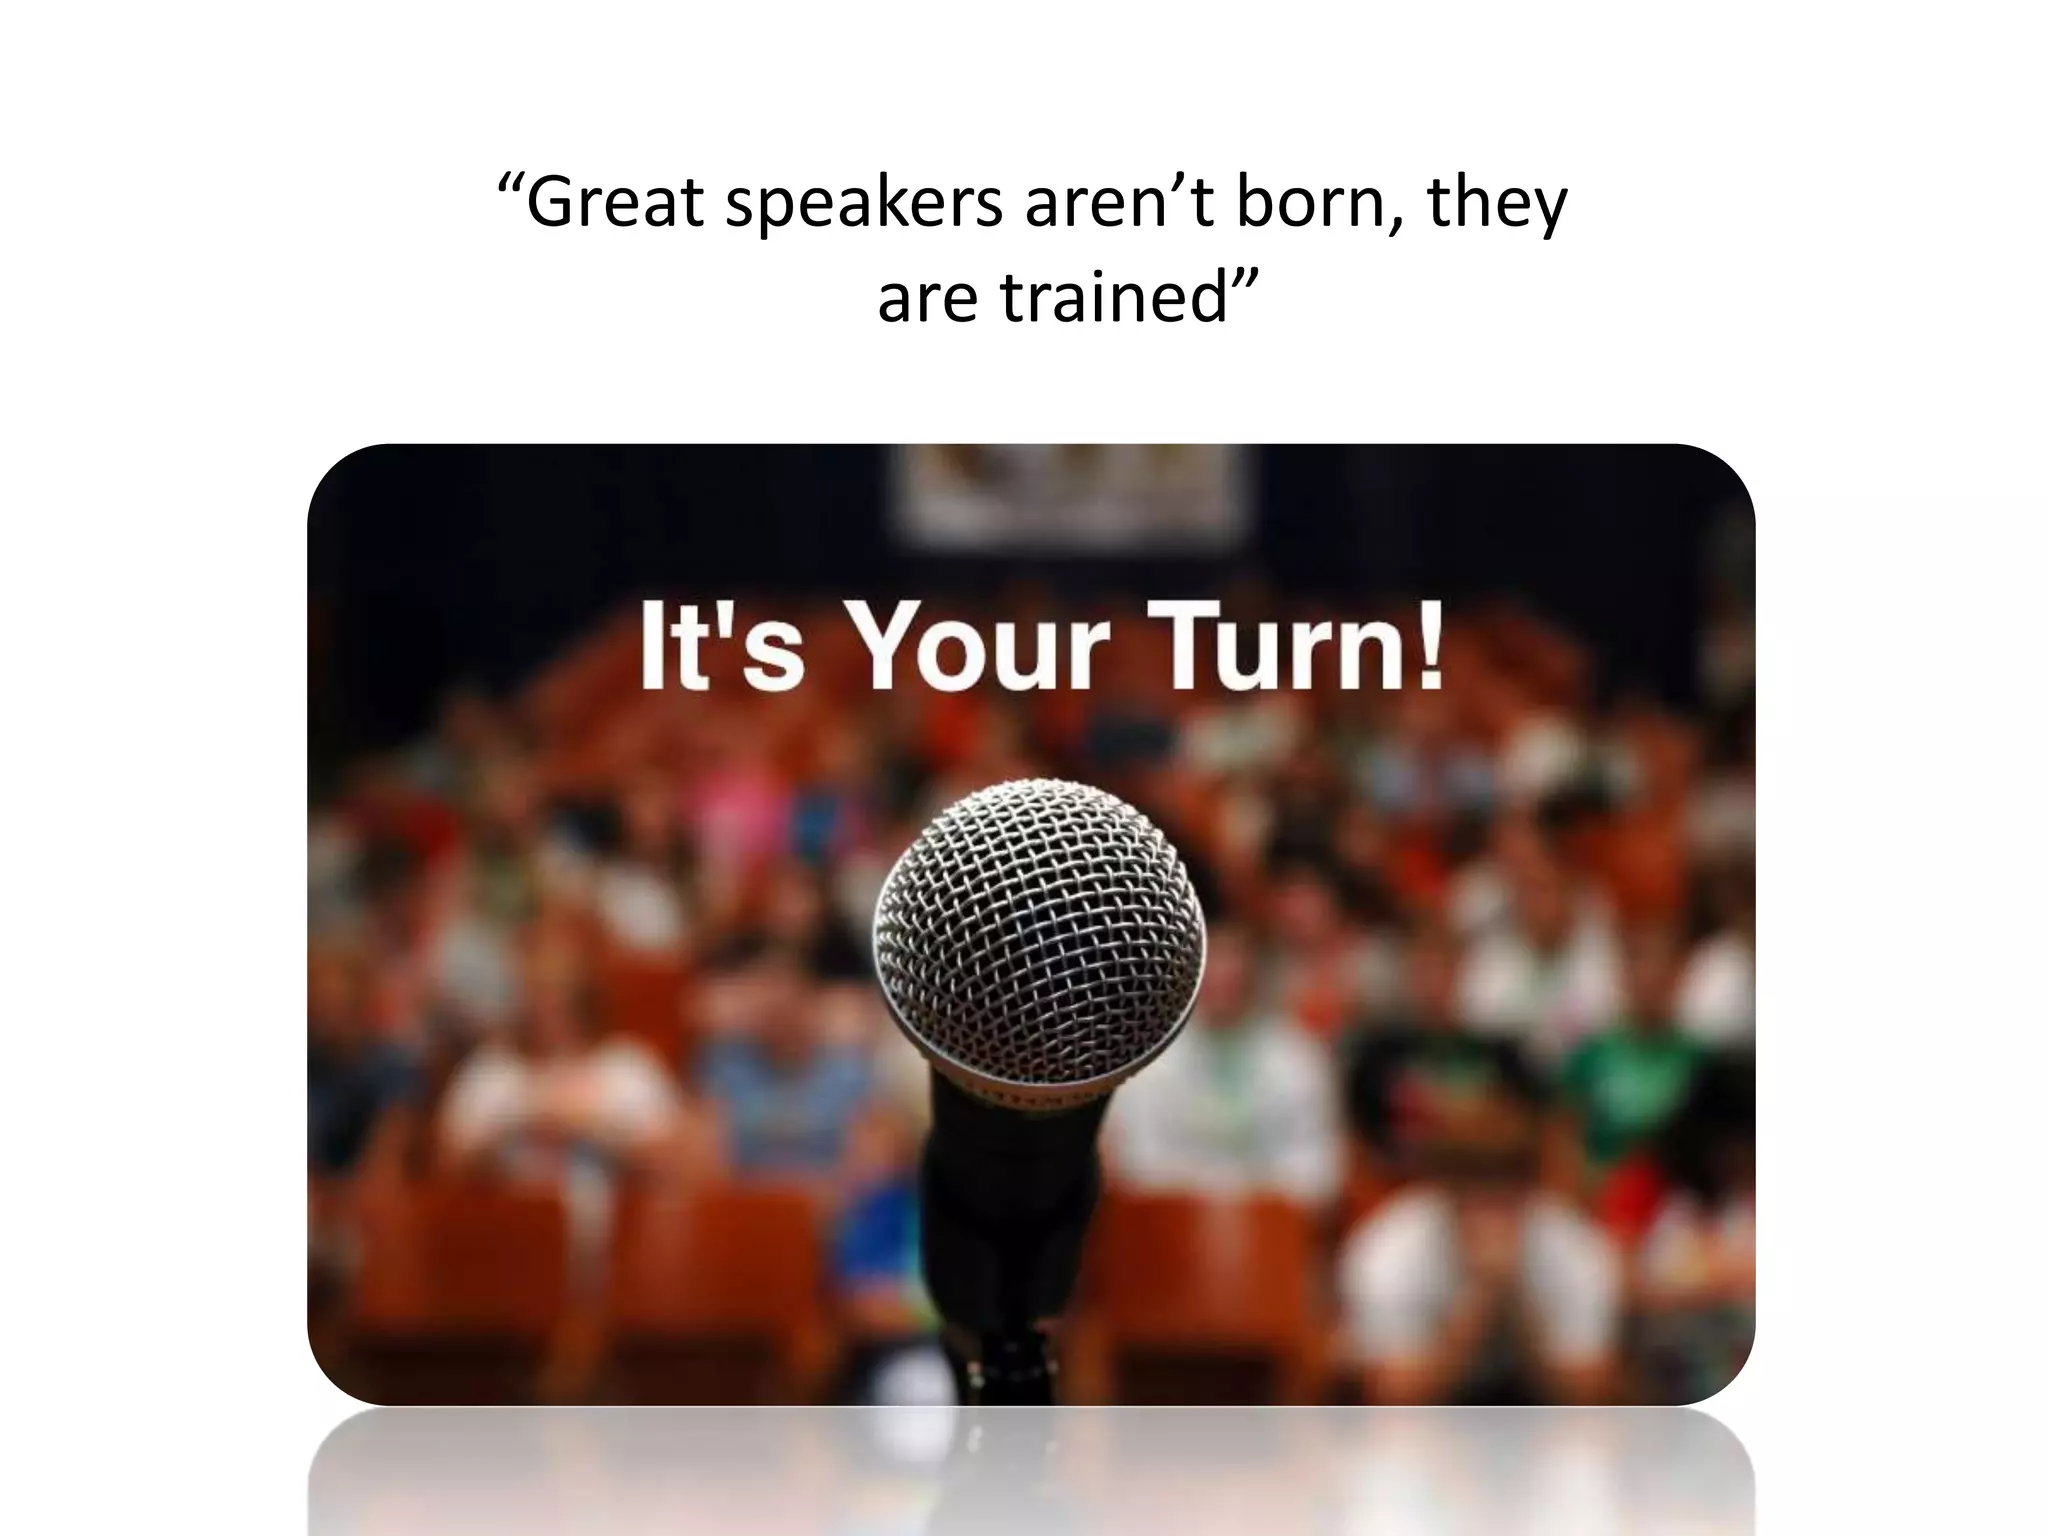 “Great speakers aren’t born, they
are trained”
It's Your Turn!